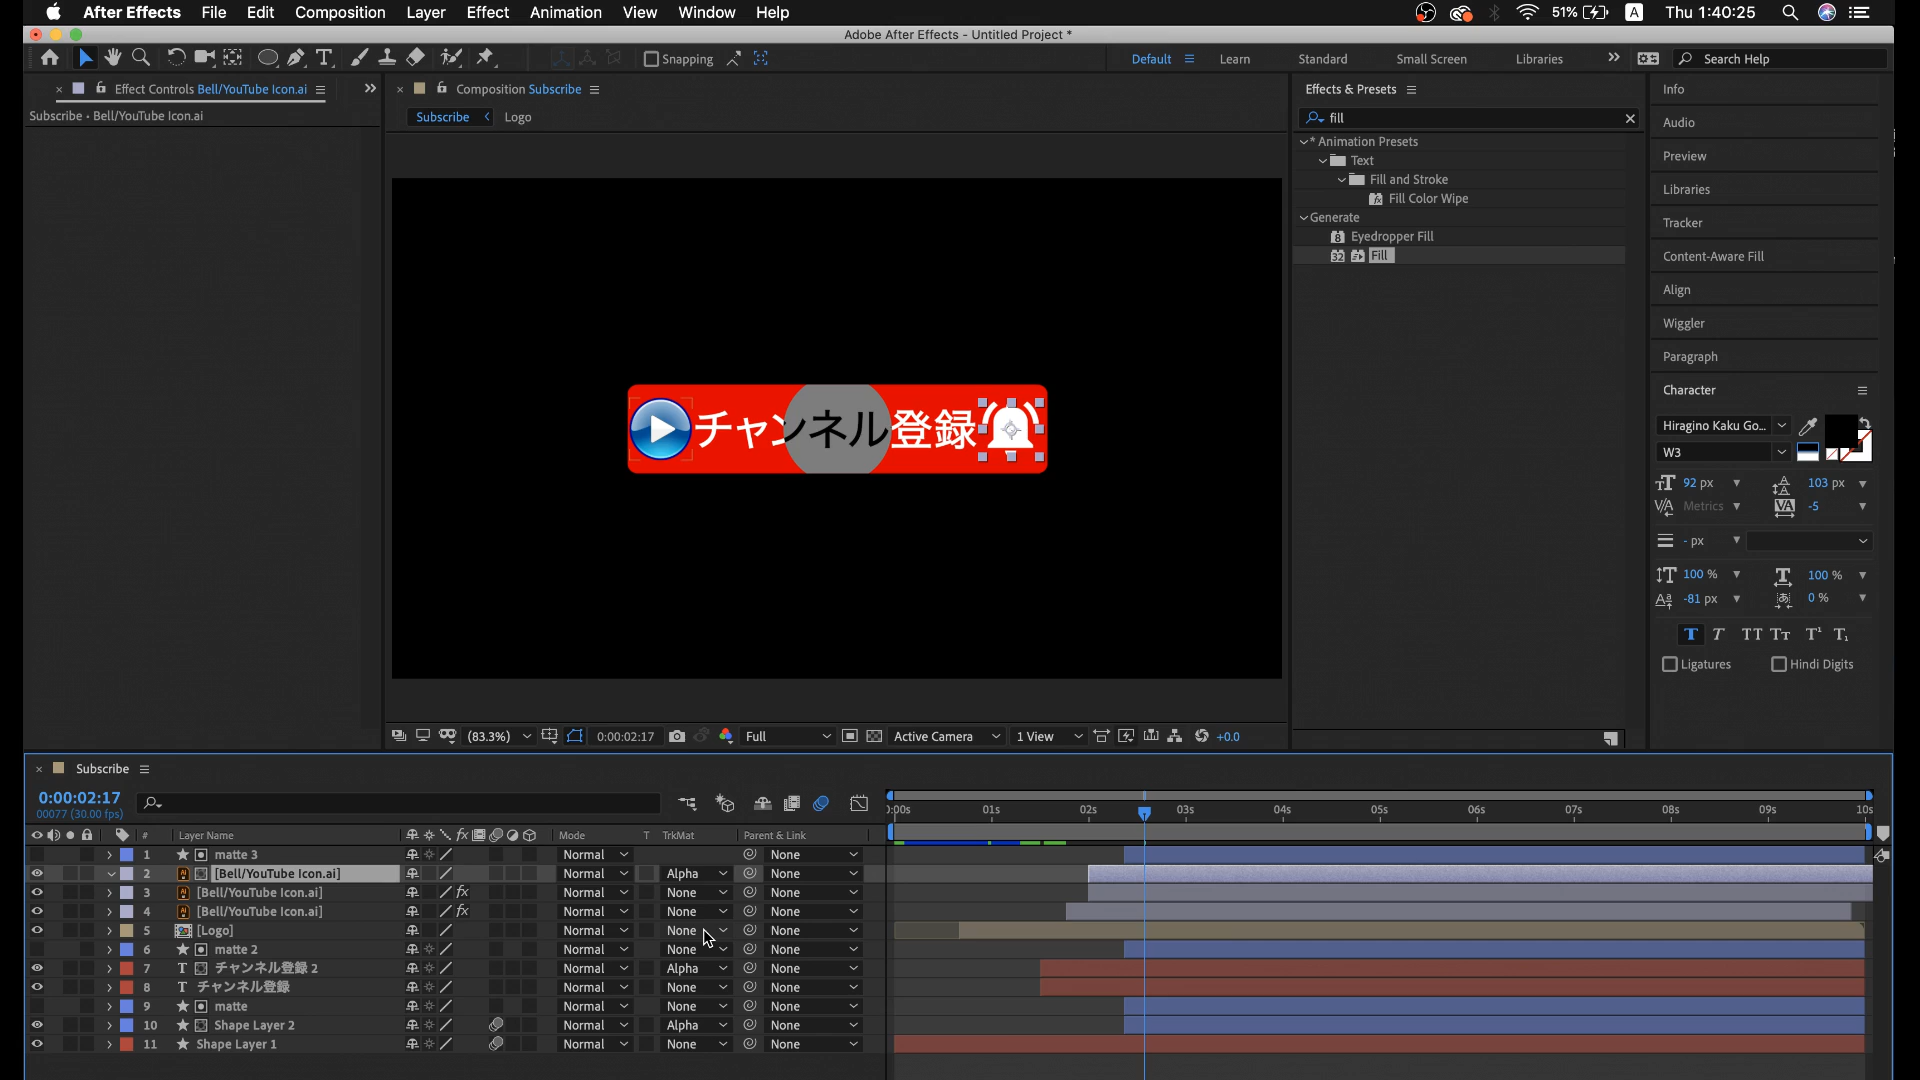 After Effects File Edit Composition Layer Effect Animation View Window Help 51% A Thu 1:40:25
Adobe After Effects - Untitled Project *
T Snapping Default Learn Standard Small Screen Libraries Search Help
Effect Controls Bell/YouTube Icon.ai
Subscribe • Bell/YouTube Icon.ai
Composition Subscribe
Subscribe Logo
チャンネル登録
(83.3%) 0:00:02:17 Full Active Camera 1 View +0.0
Effects & Presets
fill
* Animation Presets
Text
Fill and Stroke
Fill Color Wipe
Generate
8 Eyedropper Fill
32 Fill
Info
Audio
Preview
Libraries
Tracker
Content-Aware Fill
Align
Wiggler
Paragraph
Character
Hiragino Kaku Go...
W3
92 px 103 px
Metrics -5
- px
100 % 100 %
-81 px 0 %
T T TT Tt T¹ T₁
Ligatures Hindi Digits
Subscribe
0:00:02:17
00077 (30.00 fps)
:00s 01s 02s 03s 04s 05s 06s 07s 08s 09s 10s
# Layer Name fx Mode T TrkMat Parent & Link
1 matte 3 Normal None
2 [Bell/YouTube Icon.ai] Normal Alpha None
3 [Bell/YouTube Icon.ai] fx Normal None None
4 [Bell/YouTube Icon.ai] fx Normal None None
5 [Logo] Normal None None
6 matte 2 Normal None None
7 T チャンネル登録 2 Normal Alpha None
8 T チャンネル登録 Normal None None
9 matte Normal None None
10 Shape Layer 2 Normal Alpha None
11 Shape Layer 1 Normal None None